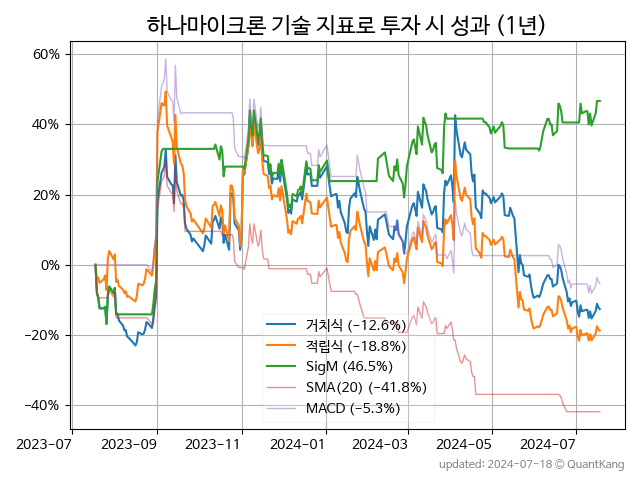 하나마이크론 기술 지표로 투자 시 성과 (1년)
60%
40%
20%
0%
−20%
−40%
거치식 (−12.6%)
적립식 (−18.8%)
SigM (46.5%)
SMA(20) (−41.8%)
MACD (−5.3%)
2023-07 2023-09 2023-11 2024-01 2024-03 2024-05 2024-07
updated: 2024-07-18 © QuantKang